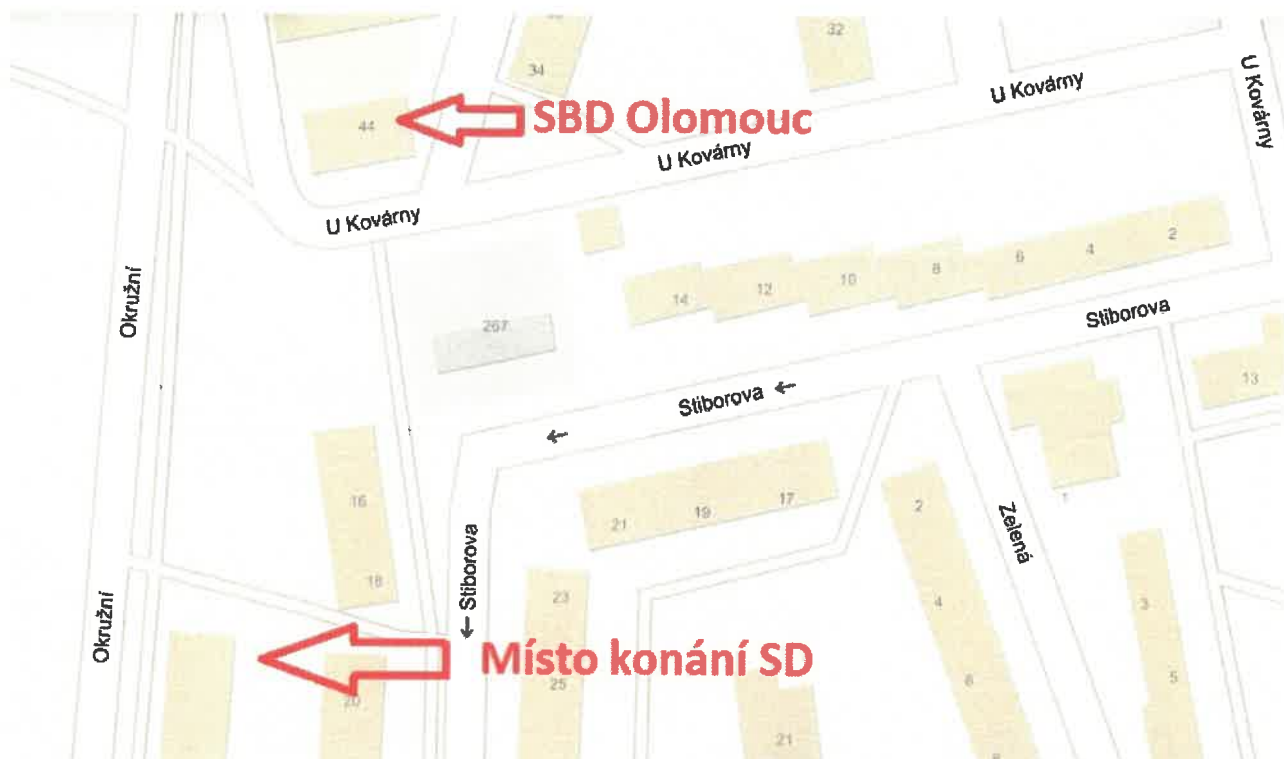 32
34
U Kovárny
U Kovárny
44
SBD Olomouc
U Kovárny
U Kovárny
2
4
6
8
10
12
14
Okružní
267
Stiborova
13
Stiborova ←
←
16
21
19
17
2
1
Zelená
18
Stiborova
←
23
4
3
Okružní
Místo konání SD
20
25
6
5
21